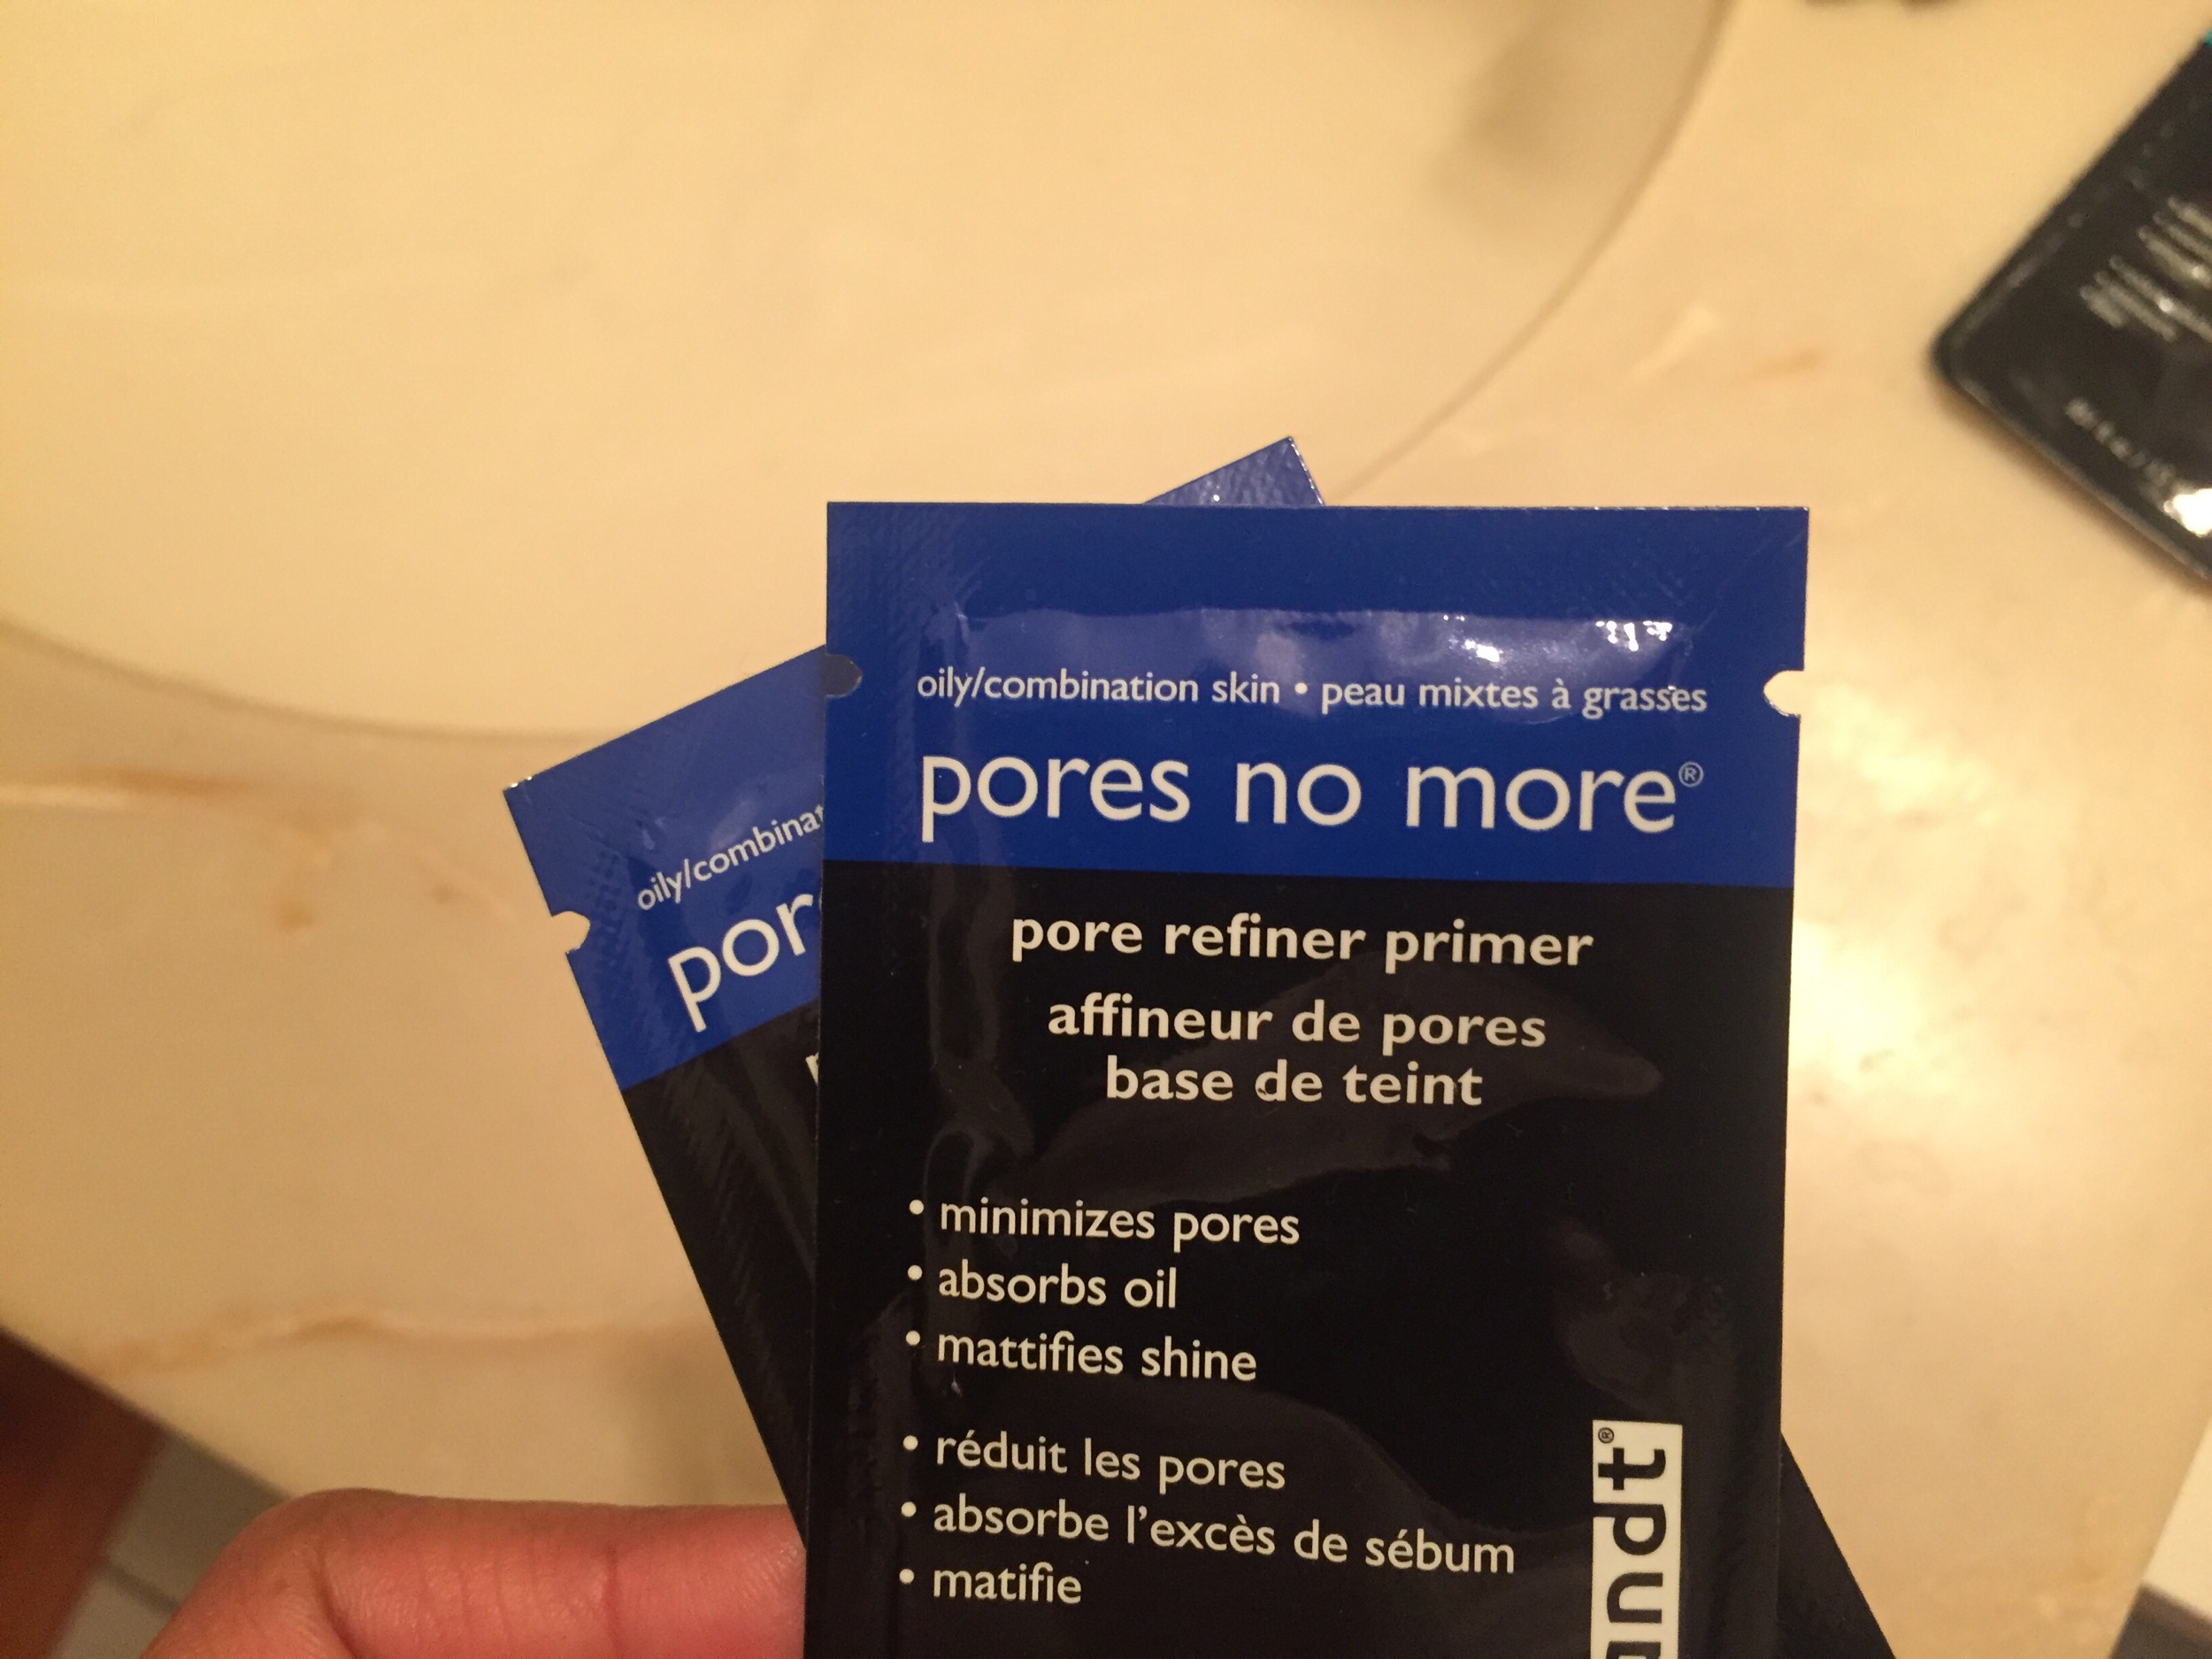 oily/combination skin • peau mixtes à grasses
pores no more®
pore refiner primer
affineur de pores
base de teint
• minimizes pores
• absorbs oil
• mattifies shine
• réduit les pores
• absorbe l'excès de sébum
• matifie
andt®
oily/combinat
por